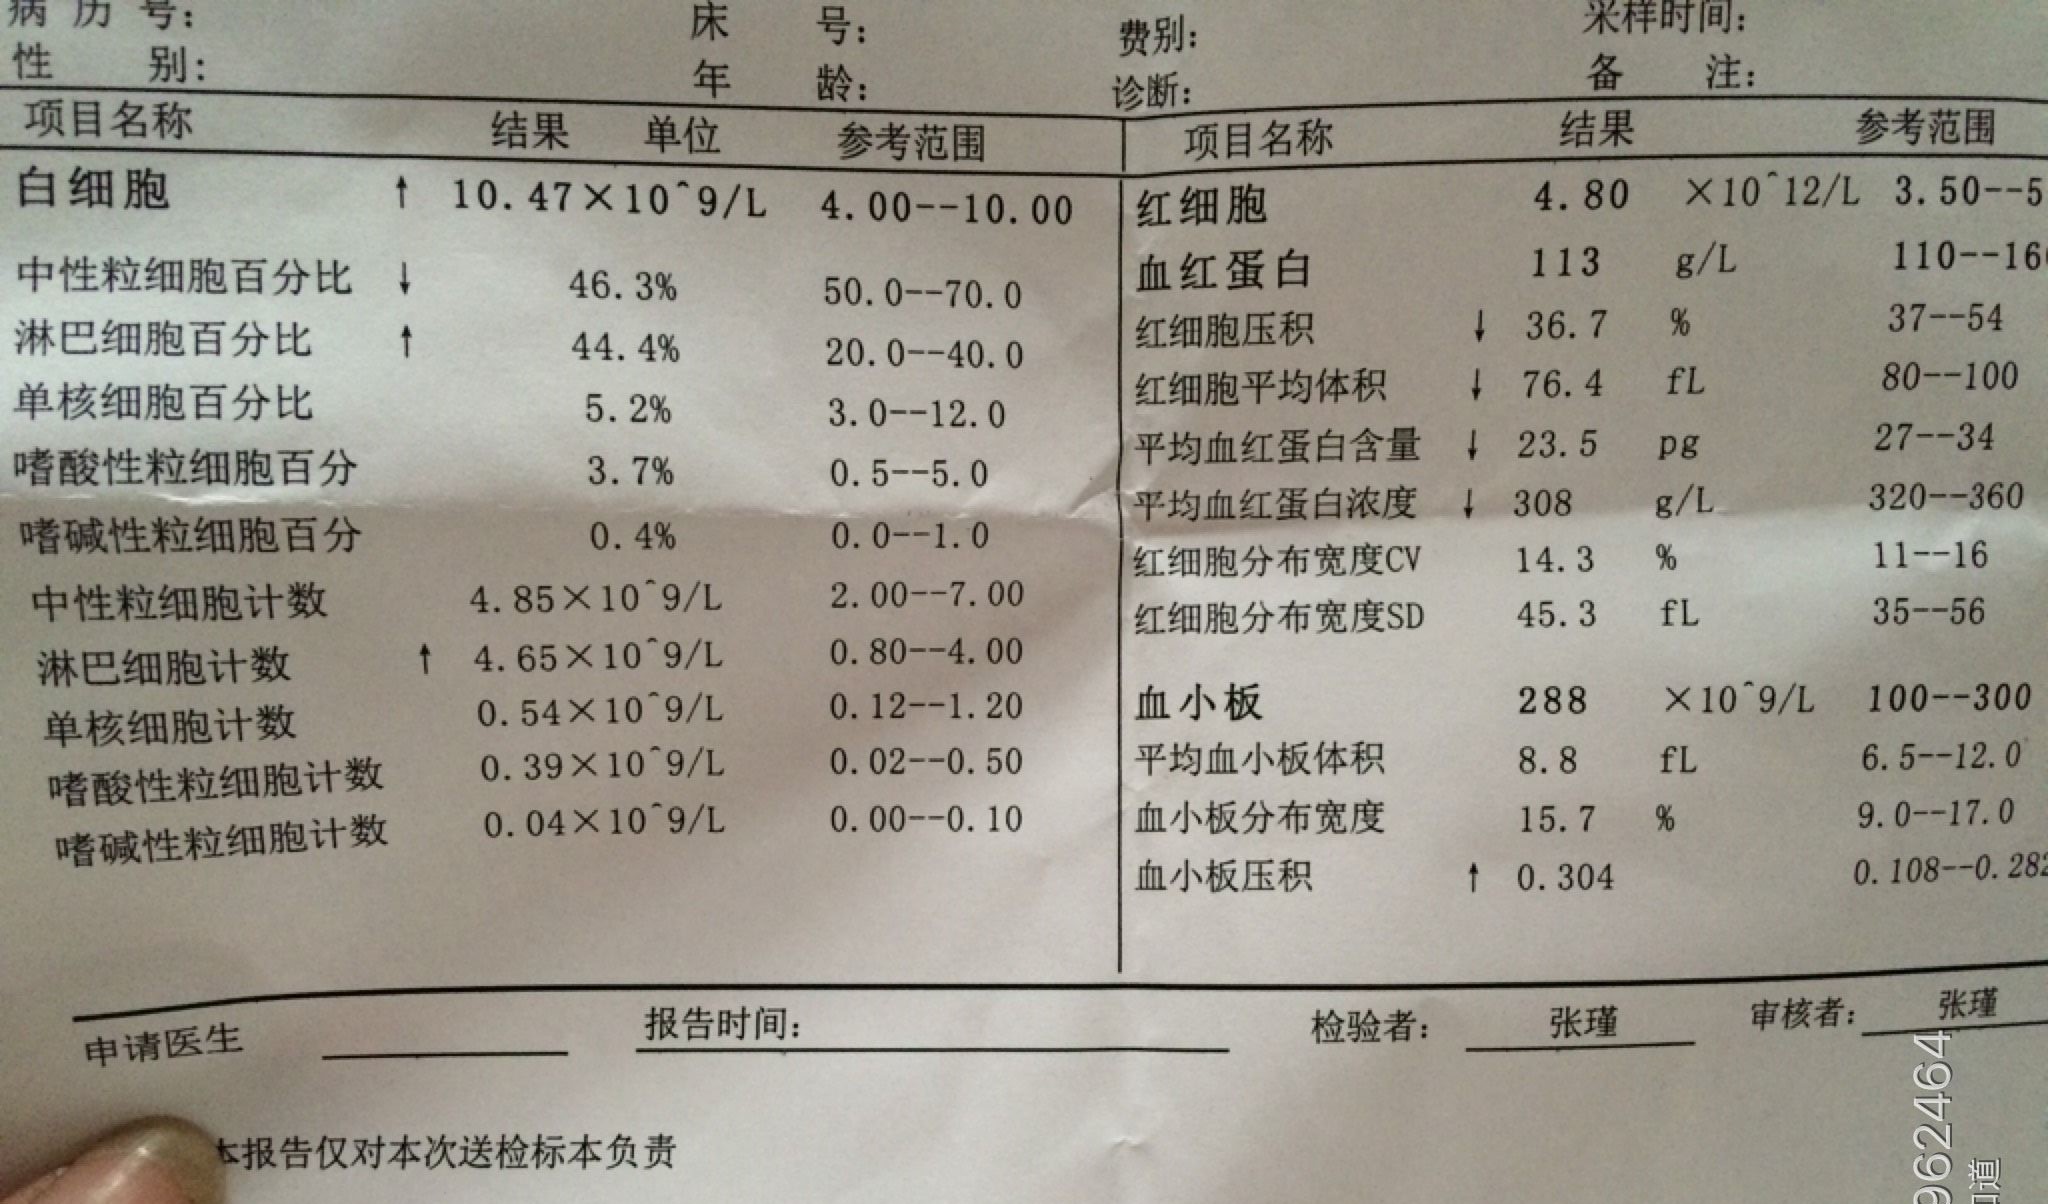 病 历 号: 床 号: 费别: 采样时间:
性 别: 年 龄: 诊断: 备 注:
项目名称 结果 单位 参考范围 项目名称 结果 参考范围
白细胞 ↑ 10.47×10^9/L 4.00--10.00 红细胞 4.80 ×10^12/L 3.50--5
中性粒细胞百分比 ↓ 46.3% 50.0--70.0 血红蛋白 113 g/L 110--160
淋巴细胞百分比 ↑ 44.4% 20.0--40.0 红细胞压积 ↓ 36.7 % 37--54
单核细胞百分比 5.2% 3.0--12.0 红细胞平均体积 ↓ 76.4 fL 80--100
嗜酸性粒细胞百分 3.7% 0.5--5.0 平均血红蛋白含量 ↓ 23.5 pg 27--34
嗜碱性粒细胞百分 0.4% 0.0--1.0 平均血红蛋白浓度 ↓ 308 g/L 320--360
中性粒细胞计数 4.85×10^9/L 2.00--7.00 红细胞分布宽度CV 14.3 % 11--16
淋巴细胞计数 ↑ 4.65×10^9/L 0.80--4.00 红细胞分布宽度SD 45.3 fL 35--56
单核细胞计数 0.54×10^9/L 0.12--1.20 血小板 288 ×10^9/L 100--300
嗜酸性粒细胞计数 0.39×10^9/L 0.02--0.50 平均血小板体积 8.8 fL 6.5--12.0
嗜碱性粒细胞计数 0.04×10^9/L 0.00--0.10 血小板分布宽度 15.7 % 9.0--17.0
血小板压积 ↑ 0.304 0.108--0.282
申请医生 报告时间: 检验者: 张瑾 审核者: 张瑾
本报告仅对本次送检标本负责
962464
道